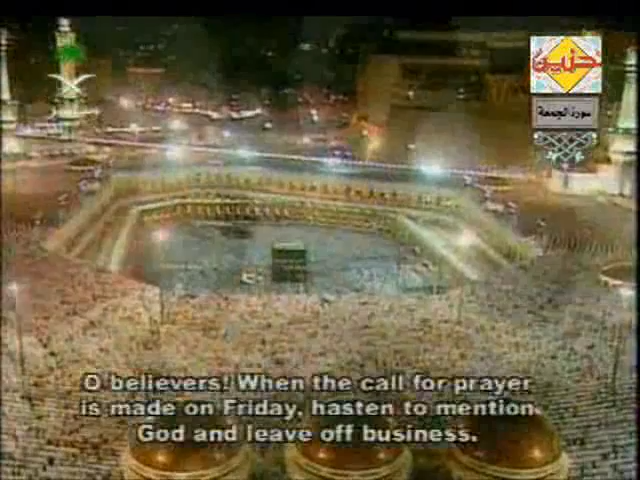 سورة الجمعة
O believers! When the call for prayer
is made on Friday, hasten to mention
God and leave off business.